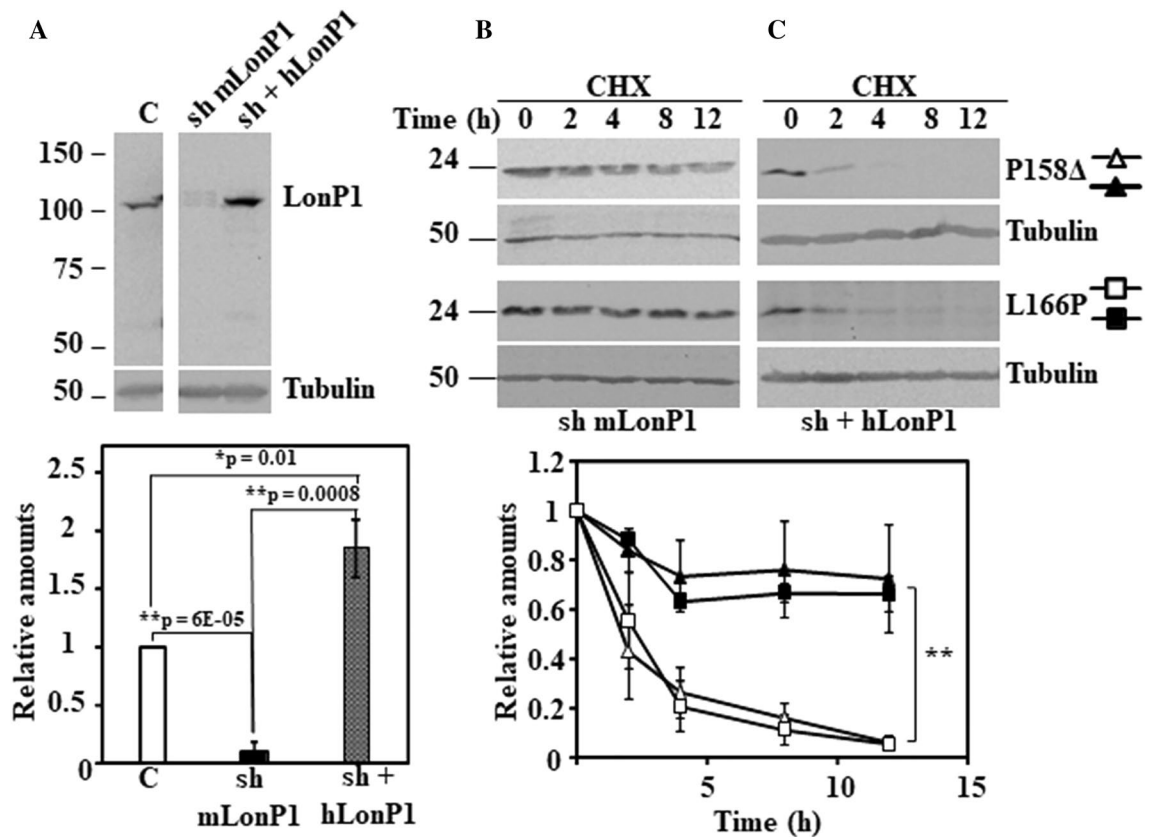 A
C
sh mLonP1
sh + hLonP1
150
100
75
50
50
LonP1
Tubulin
B
CHX
Time (h) 0 2 4 8 12
24
50
24
50
sh mLonP1
C
CHX
0 2 4 8 12
P158Δ
Tubulin
L166P
Tubulin
sh + hLonP1
Relative amounts
2.5
2
1.5
1
0.5
0
*p = 0.01
**p = 0.0008
**p = 6E-05
C
sh mLonP1
sh + hLonP1
Relative amounts
1.2
1
0.8
0.6
0.4
0.2
0
**
5 10 15
Time (h)